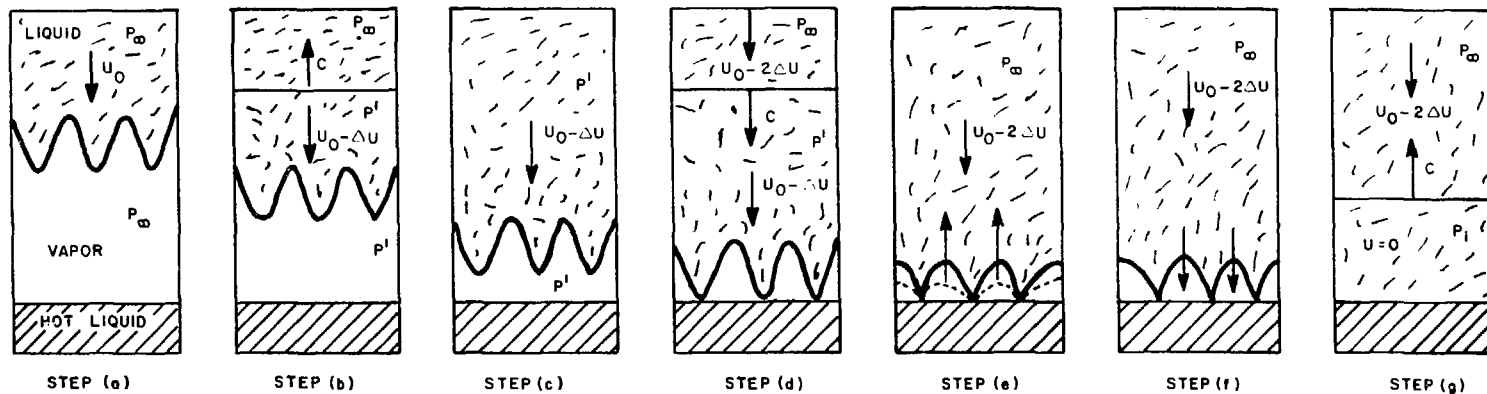 LIQUID
P∞
U₀
P∞
VAPOR
HOT LIQUID
STEP (a)
P∞
C
P'
U₀-ΔU
P'
STEP (b)
U₀-ΔU
P'
STEP (c)
P∞
U₀-2ΔU
C
P'
U₀-ΔU
STEP (d)
P∞
U₀-2ΔU
STEP (e)
P∞
U₀-2ΔU
STEP (f)
P∞
U₀-2ΔU
C
U=0
Pᵢ
STEP (g)